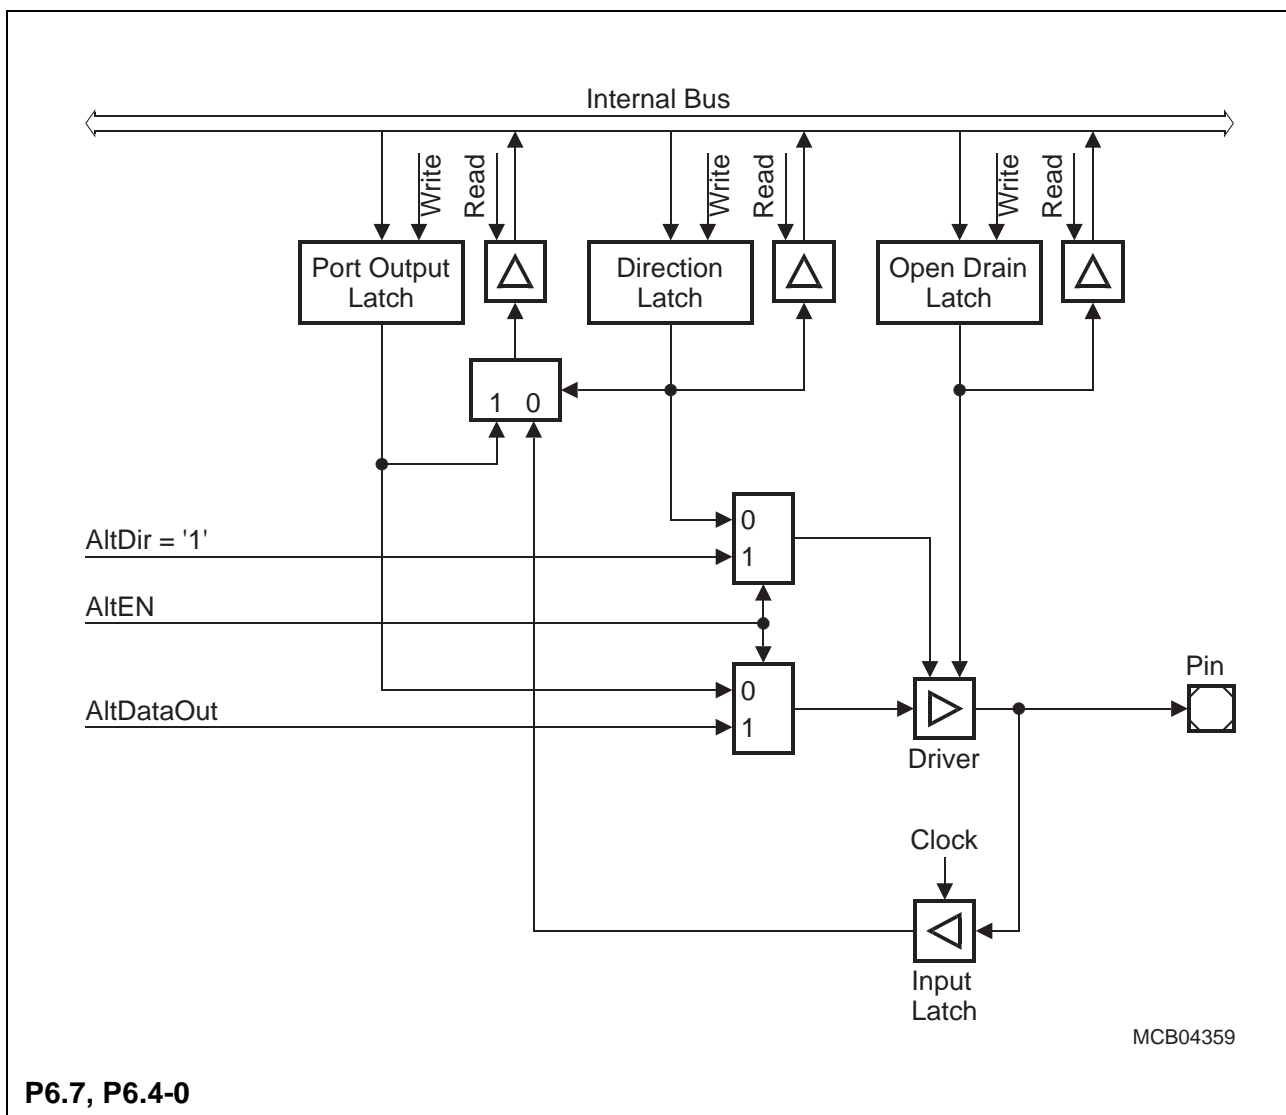 Internal Bus
Write
Read
Write
Read
Write
Read
Port Output
Latch
Direction
Latch
Open Drain
Latch
1 0
0
AltDir = '1'
1
AltEN
Pin
0
AltDataOut
1
Driver
Clock
Input
Latch
MCB04359
P6.7, P6.4-0